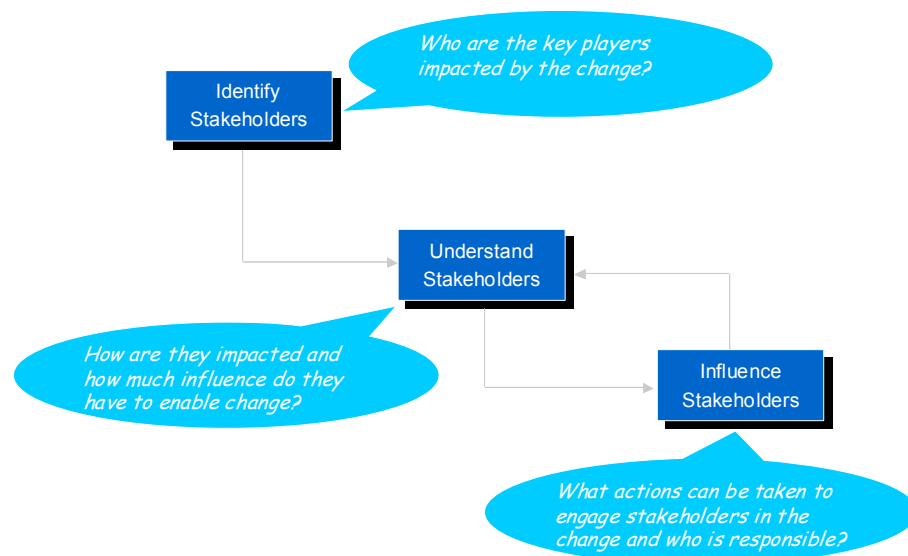 Who are the key players
impacted by the change?
Identify
Stakeholders
Understand
Stakeholders
How are they impacted and
how much influence do they
have to enable change?
Influence
Stakeholders
What actions can be taken to
engage stakeholders in the
change and who is responsible?